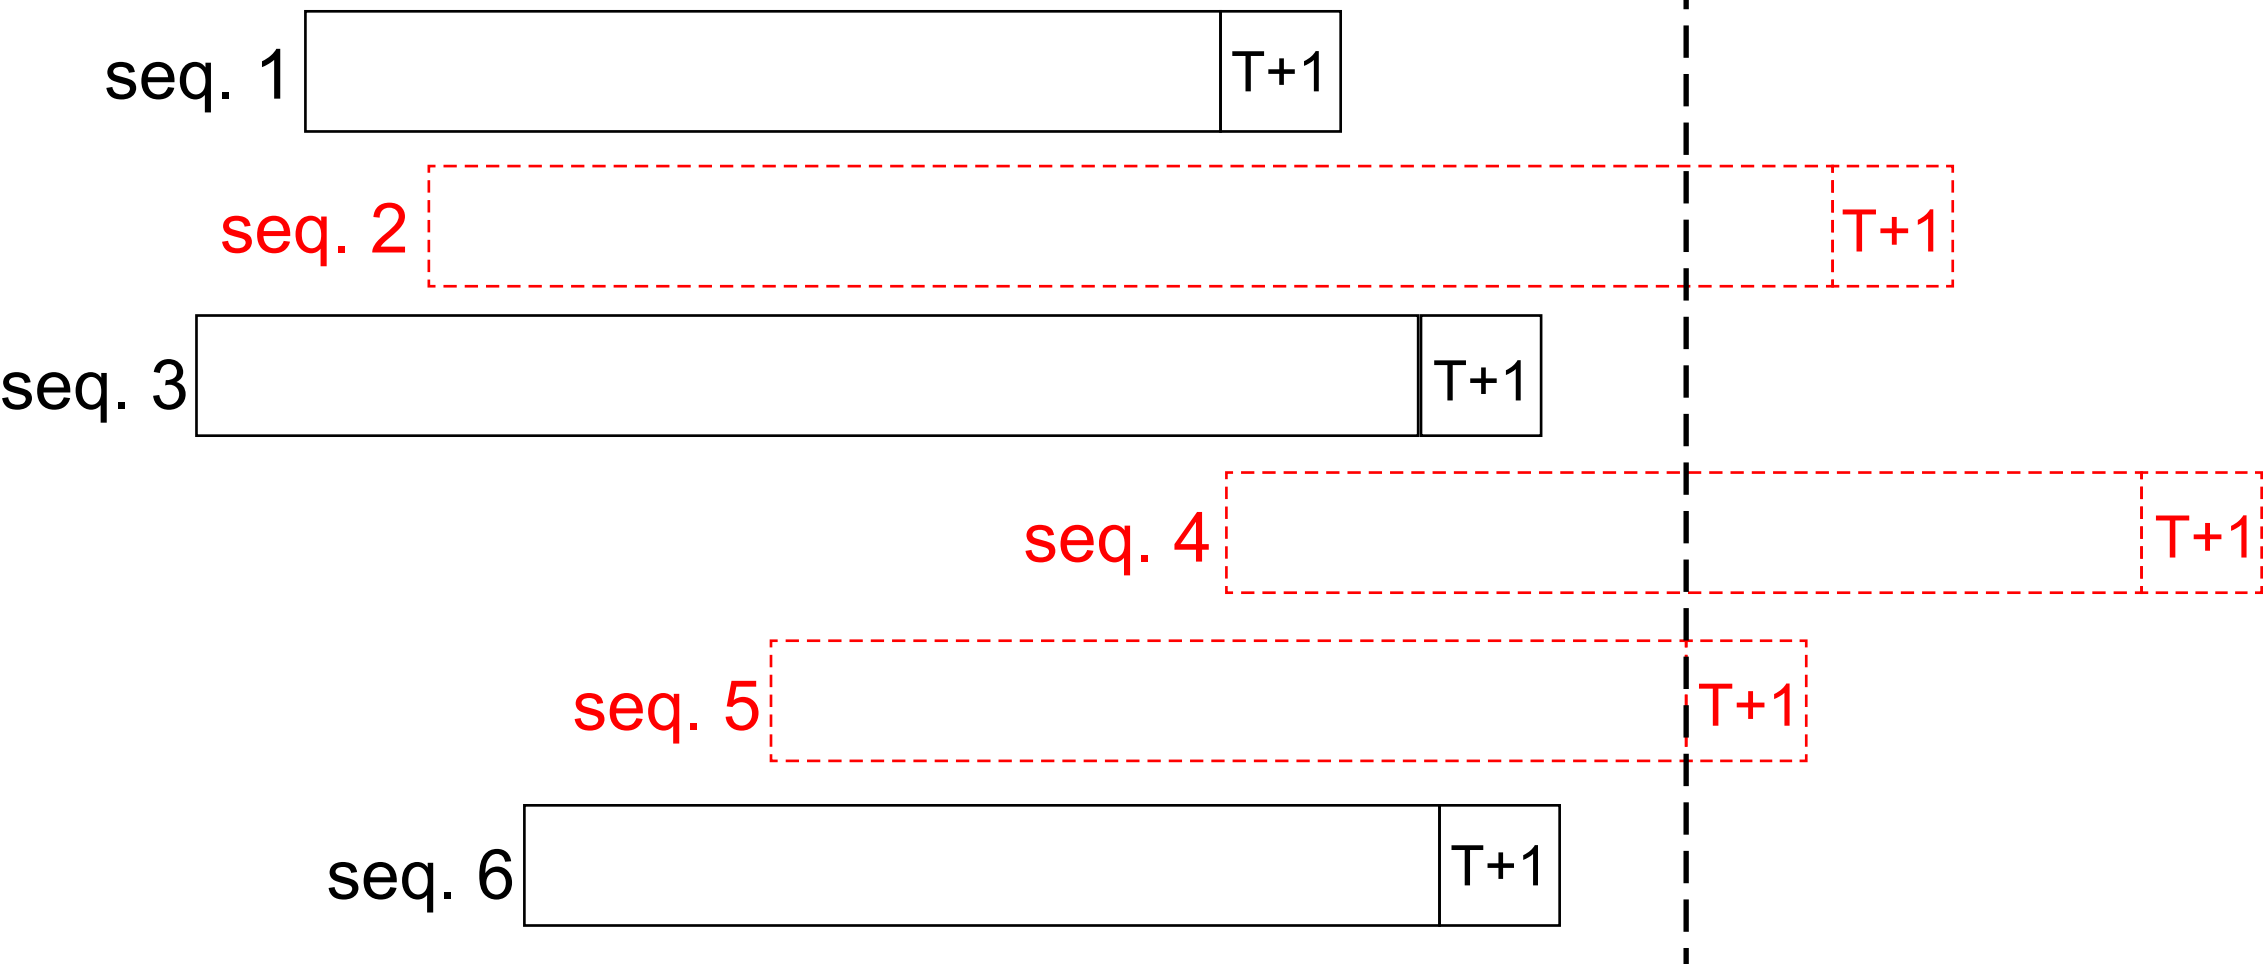 seq. 1 T+1
seq. 2 T+1
seq. 3 T+1
seq. 4 T+1
seq. 5 T+1
seq. 6 T+1